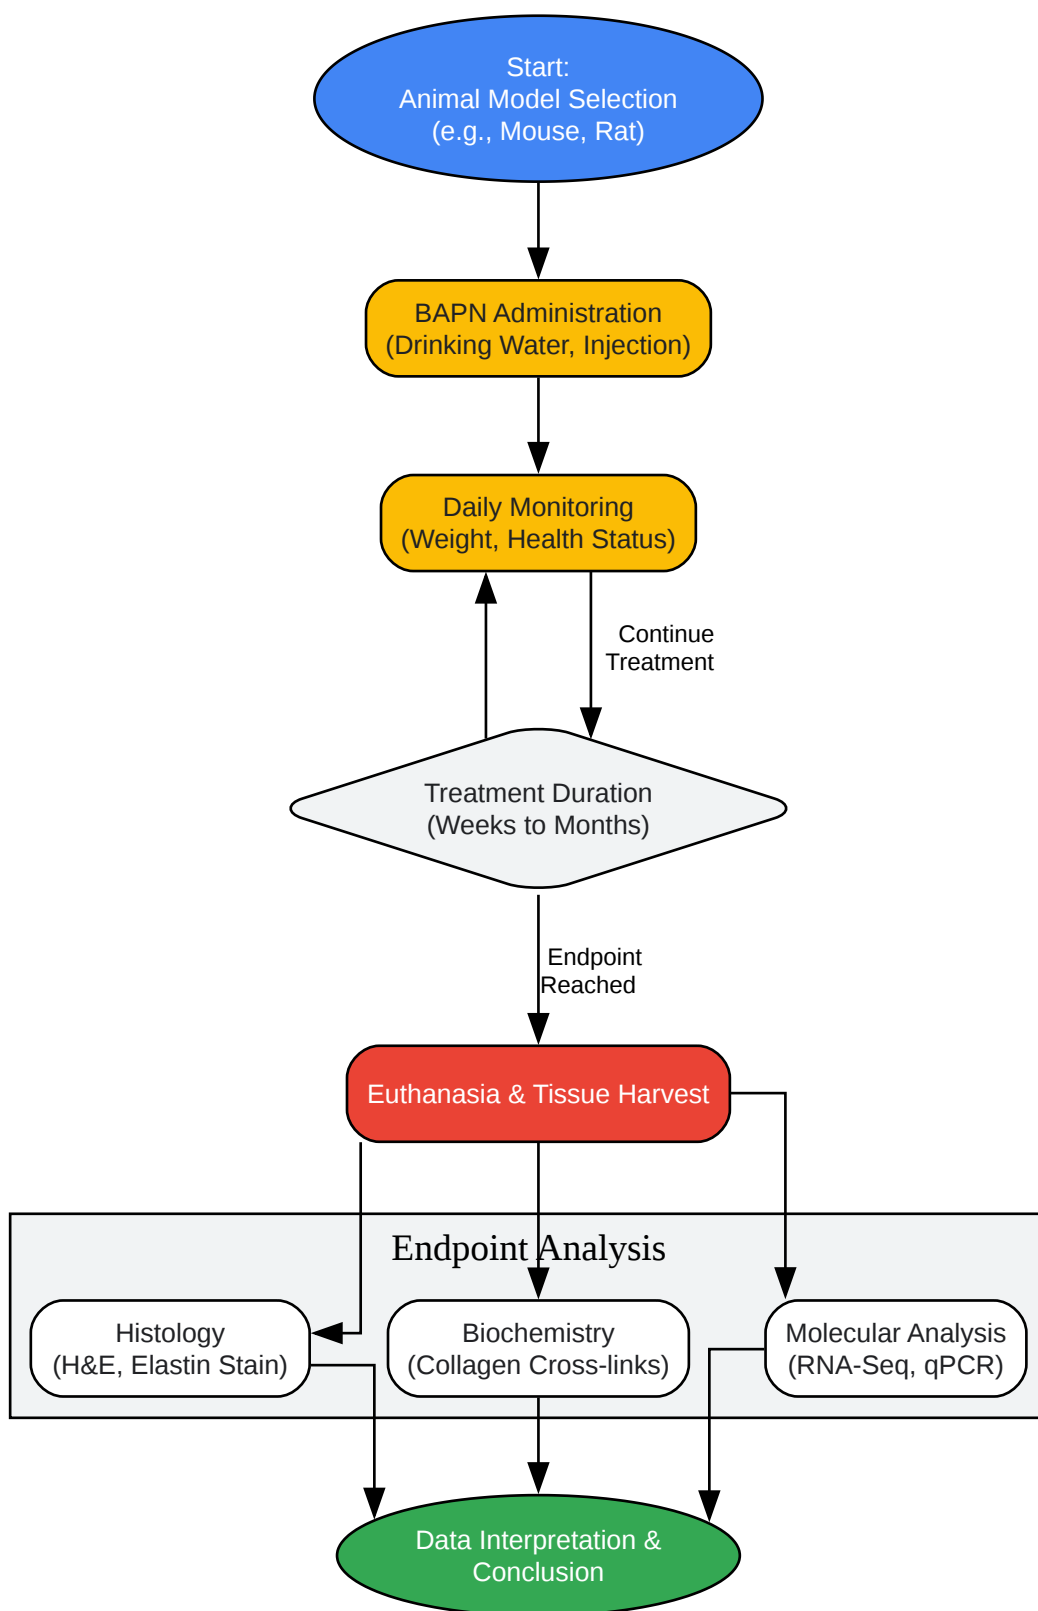 Start:
Animal Model Selection
(e.g., Mouse, Rat)
BAPN Administration
(Drinking Water, Injection)
Daily Monitoring
(Weight, Health Status)
Continue
Treatment
Treatment Duration
(Weeks to Months)
Endpoint
Reached
Euthanasia & Tissue Harvest
Endpoint Analysis
Histology
(H&E, Elastin Stain)
Biochemistry
(Collagen Cross-links)
Molecular Analysis
(RNA-Seq, qPCR)
Data Interpretation &
Conclusion